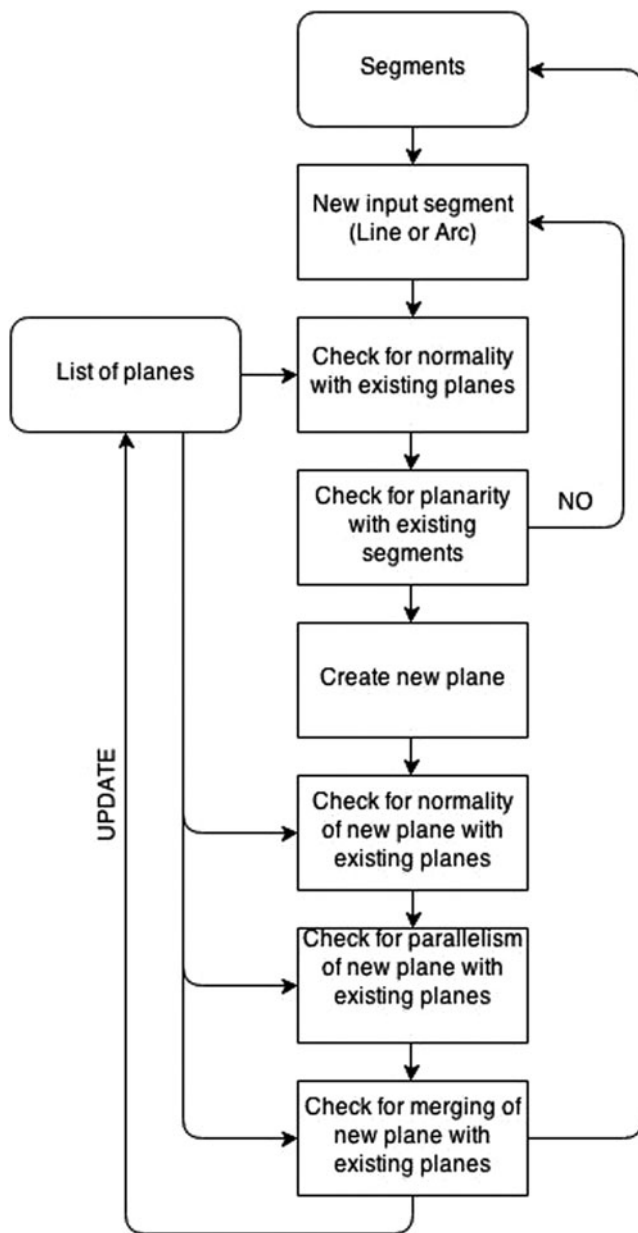 Segments
New input segment
(Line or Arc)
List of planes
Check for normality
with existing planes
Check for planarity
with existing
segments
NO
Create new plane
UPDATE
Check for normality
of new plane with
existing planes
Check for parallelism
of new plane with
existing planes
Check for merging of
new plane with
existing planes